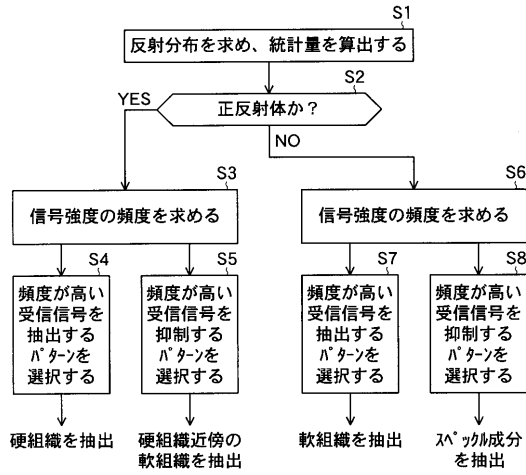 S1
反射分布を求め、統計量を算出する
S2
正反射体か？
YES
NO
S3
信号強度の頻度を求める
S6
信号強度の頻度を求める
S4
頻度が高い
受信信号を
抽出する
ﾊﾟﾀｰﾝを
選択する
S5
頻度が高い
受信信号を
抑制する
ﾊﾟﾀｰﾝを
選択する
S7
頻度が高い
受信信号を
抽出する
ﾊﾟﾀｰﾝを
選択する
S8
頻度が高い
受信信号を
抑制する
ﾊﾟﾀｰﾝを
選択する
硬組織を抽出
硬組織近傍の
軟組織を抽出
軟組織を抽出
ｽﾍﾟｯｸﾙ成分
を抽出